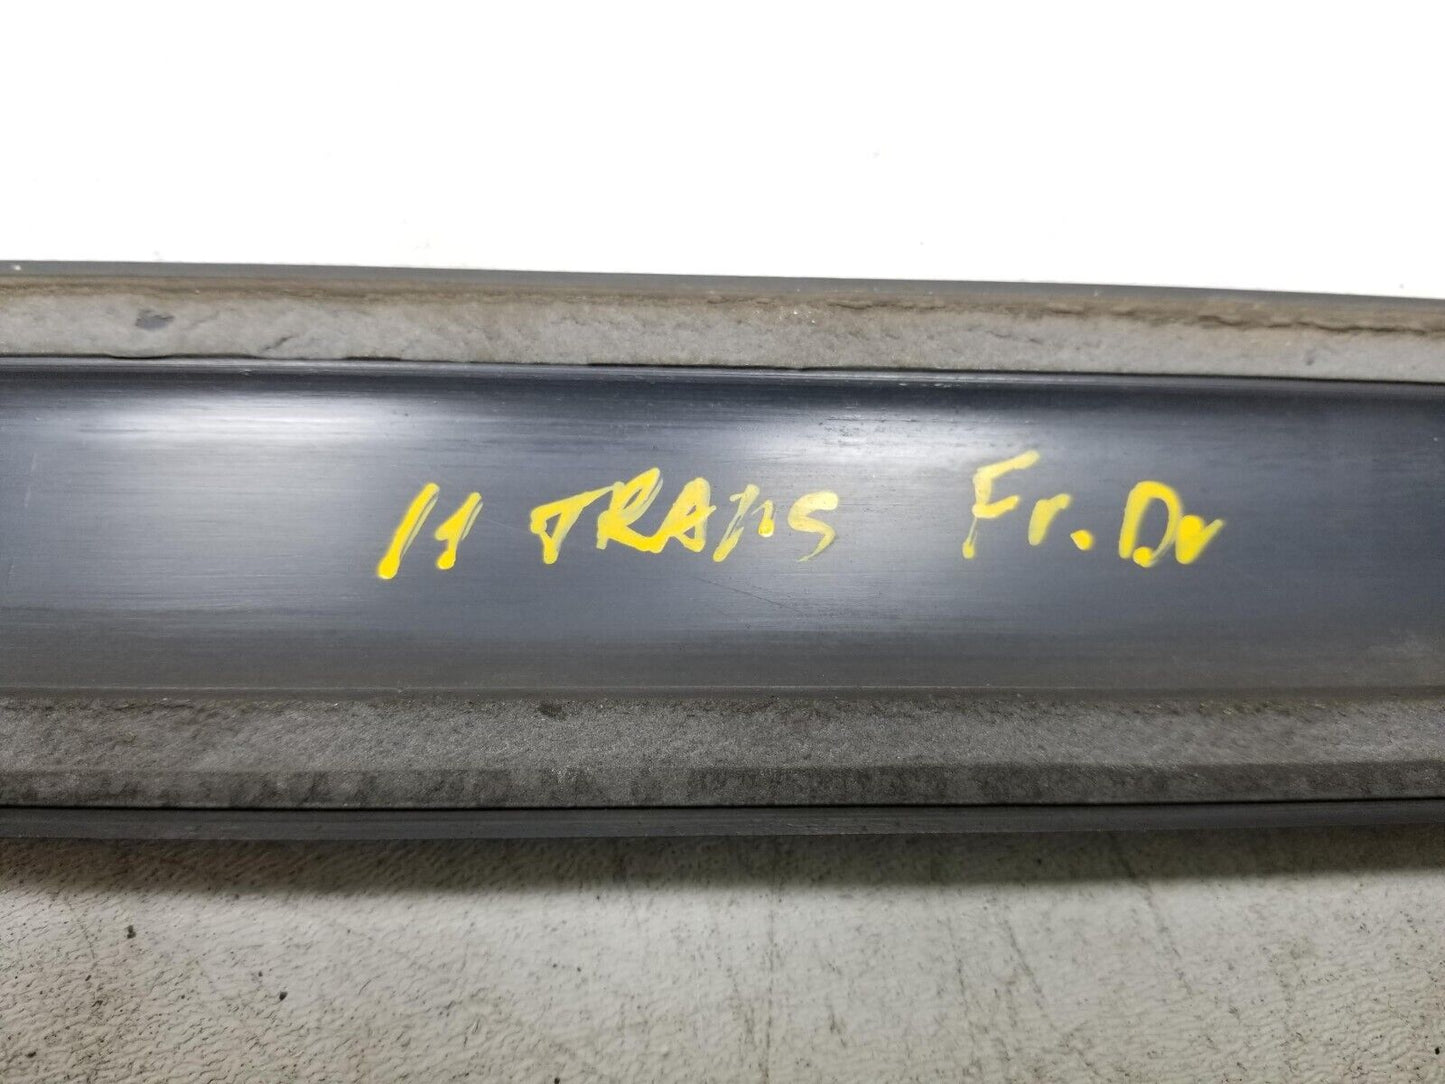 11 TRANS Fr. Dr